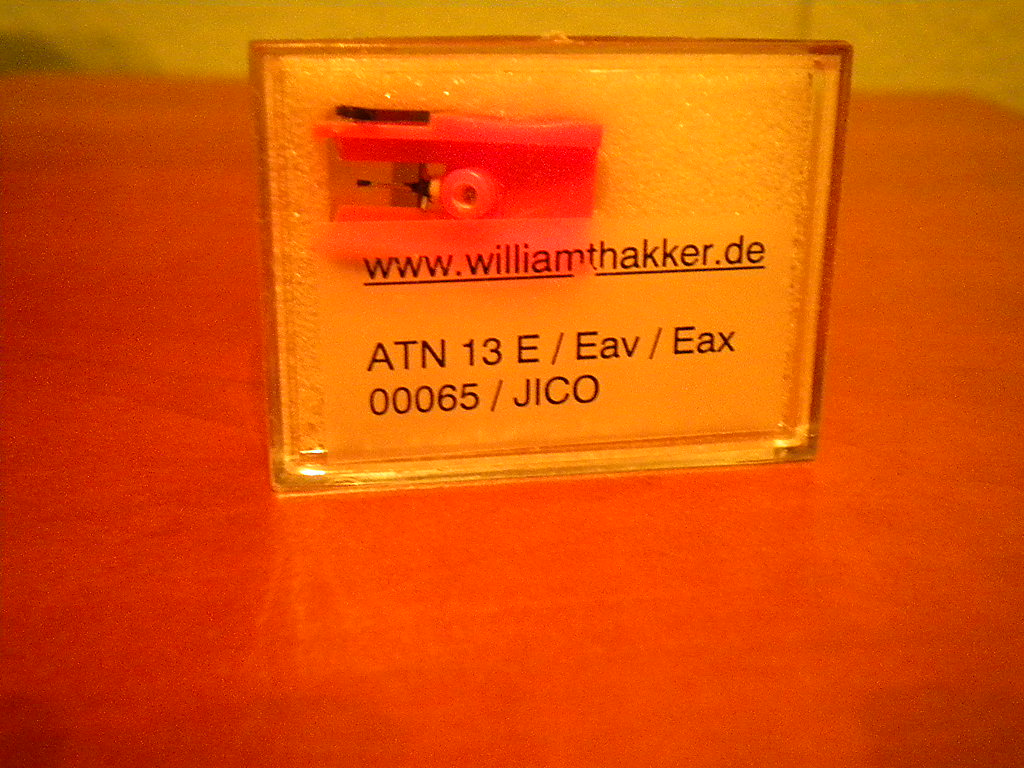 www.williamthakker.de
ATN 13 E / Eav / Eax
00065 / JICO